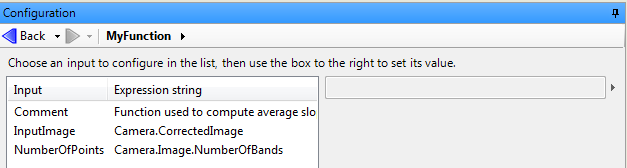 Configuration
Back MyFunction
Choose an input to configure in the list, then use the box to the right to set its value.
Input Expression string
Comment Function used to compute average slo
InputImage Camera.CorrectedImage
NumberOfPoints Camera.Image.NumberOfBands